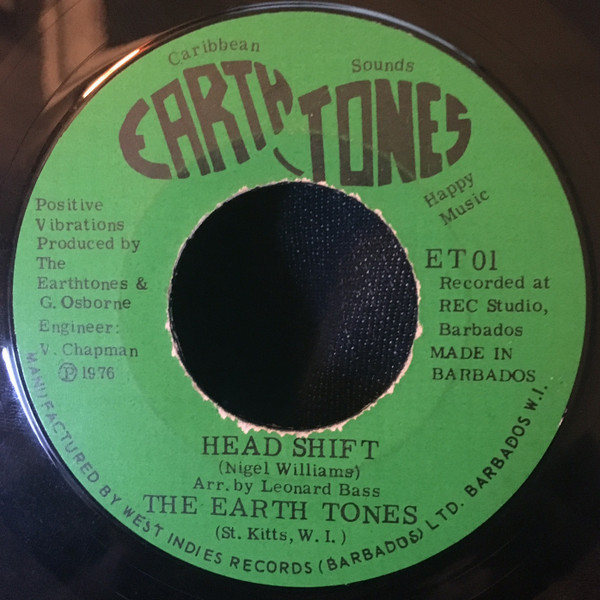 Caribbean Sounds
EARTH TONES
Happy
Music
Positive
Vibrations
Produced by
The
Earthtones &
G. Osborne
Engineer:
V. Chapman
Ⓟ 1976
ET 01
Recorded at
REC Studio,
Barbados
MADE IN
BARBADOS
HEAD SHIFT
(Nigel Williams)
Arr. by Leonard Bass
THE EARTH TONES
(St. Kitts, W. I. )
MANUFACTURED BY WEST INDIES RECORDS (BARBADOS) LTD. BARBADOS W.I.